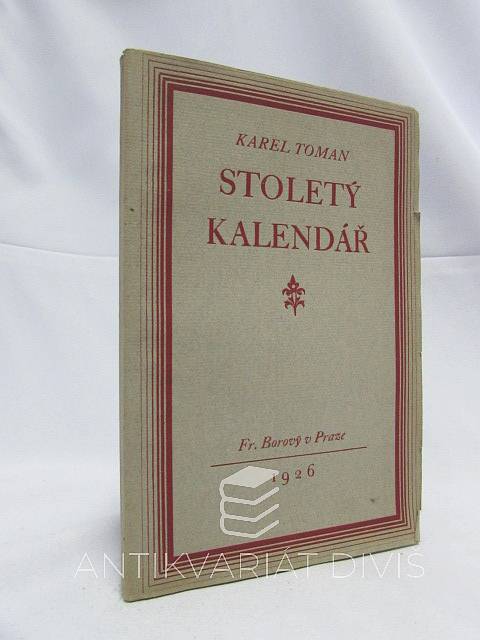 KAREL TOMAN
STOLETÝ
KALENDÁŘ
Fr. Borový v Praze
1926
ANTIKVARIÁT DIVIŠ